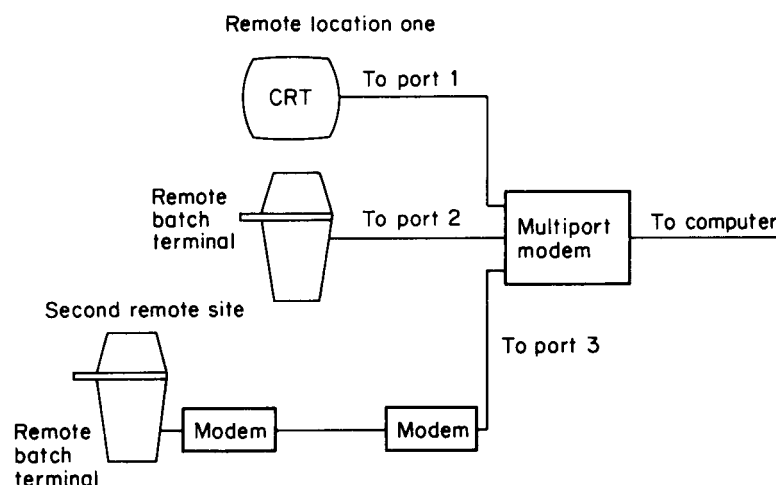 Remote location one
CRT
To port 1
Remote
batch
terminal
To port 2
Multiport
modem
To computer
Second remote site
To port 3
Remote
batch
terminal
Modem
Modem